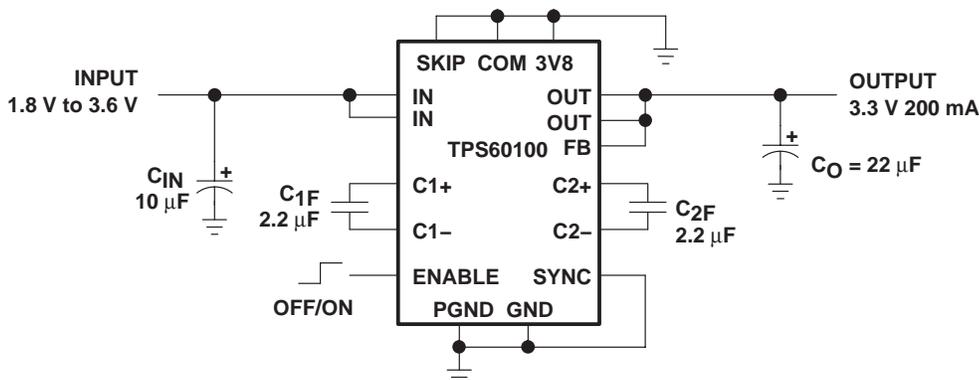 SKIP COM 3V8
INPUT
1.8 V to 3.6 V
IN
IN
OUT
OUT
FB
TPS60100
OUTPUT
3.3 V 200 mA
+
CIN
10 μF
+
CO = 22 μF
C1F
2.2 μF
C1+
C1−
C2+
C2−
C2F
2.2 μF
ENABLE
SYNC
OFF/ON
PGND GND